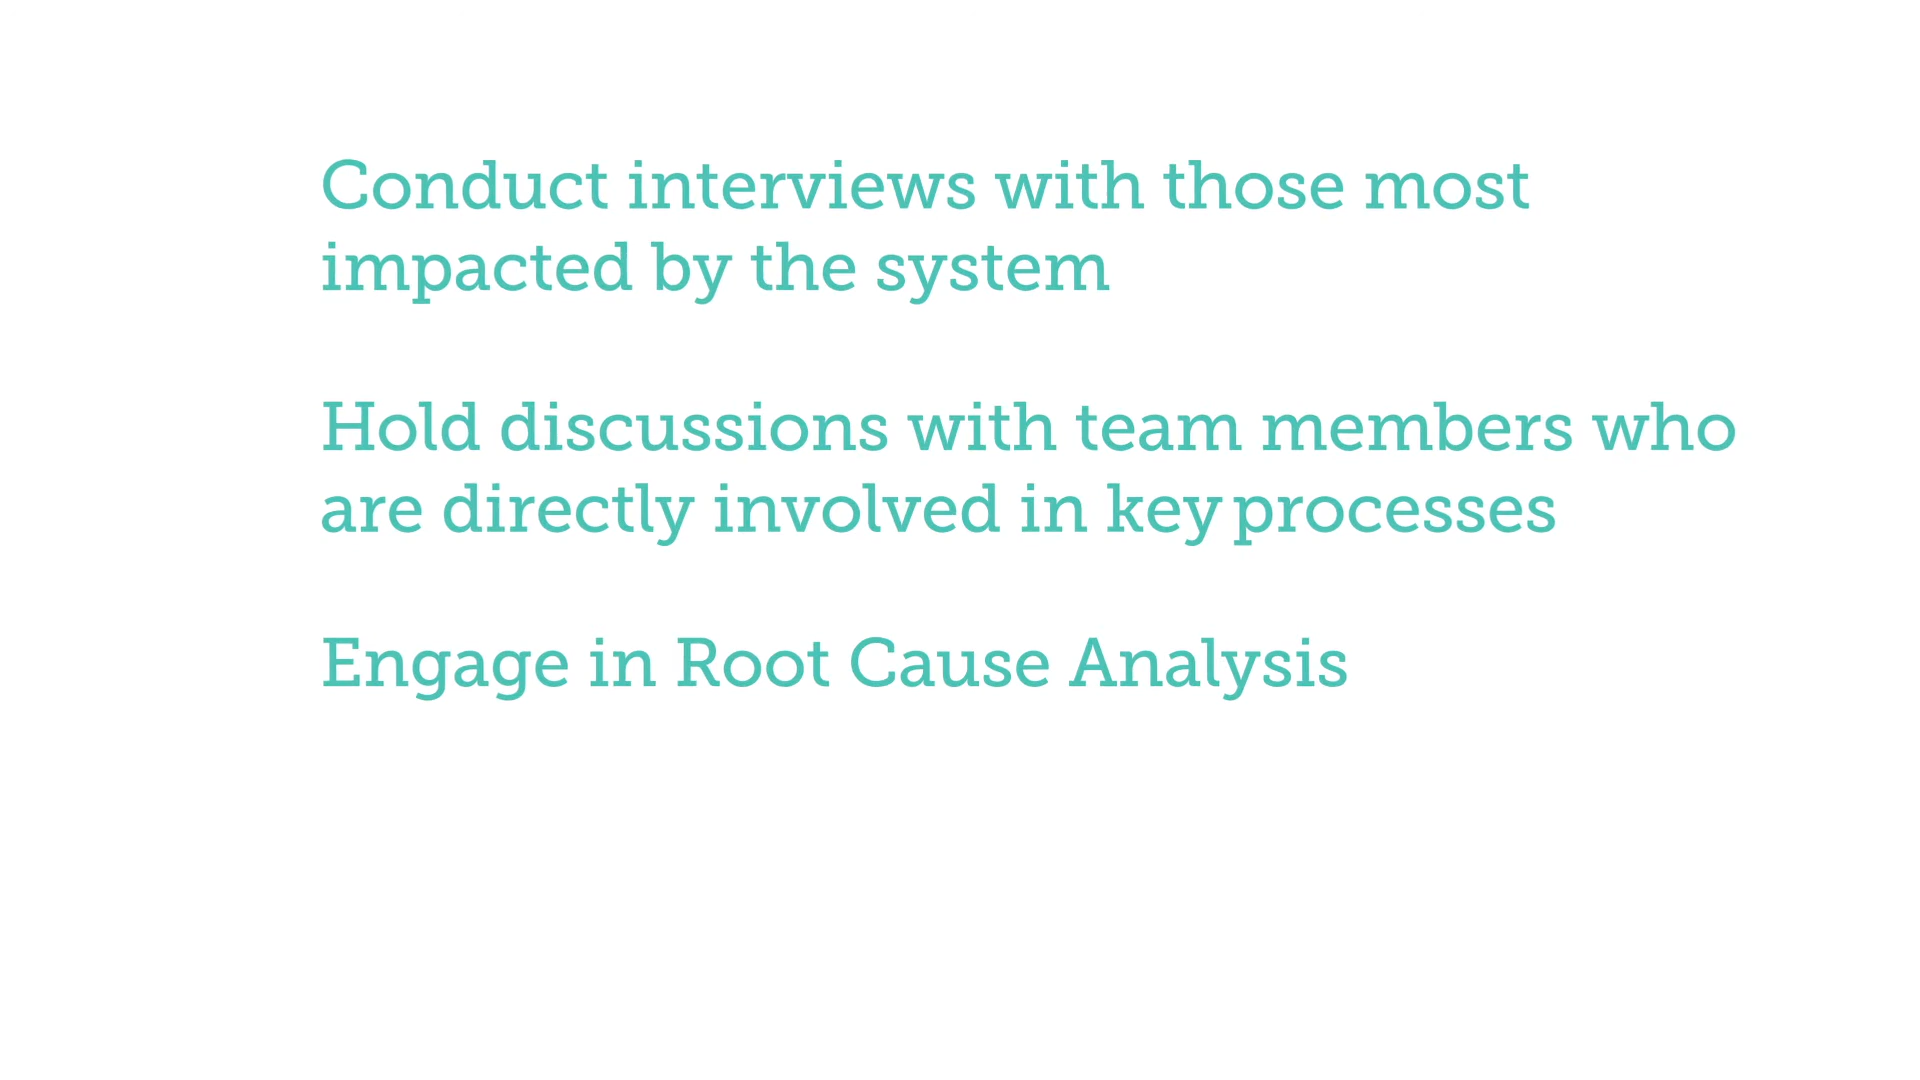 Conduct interviews with those most
impacted by the system
Hold discussions with team members who
are directly involved in key processes
Engage in Root Cause Analysis